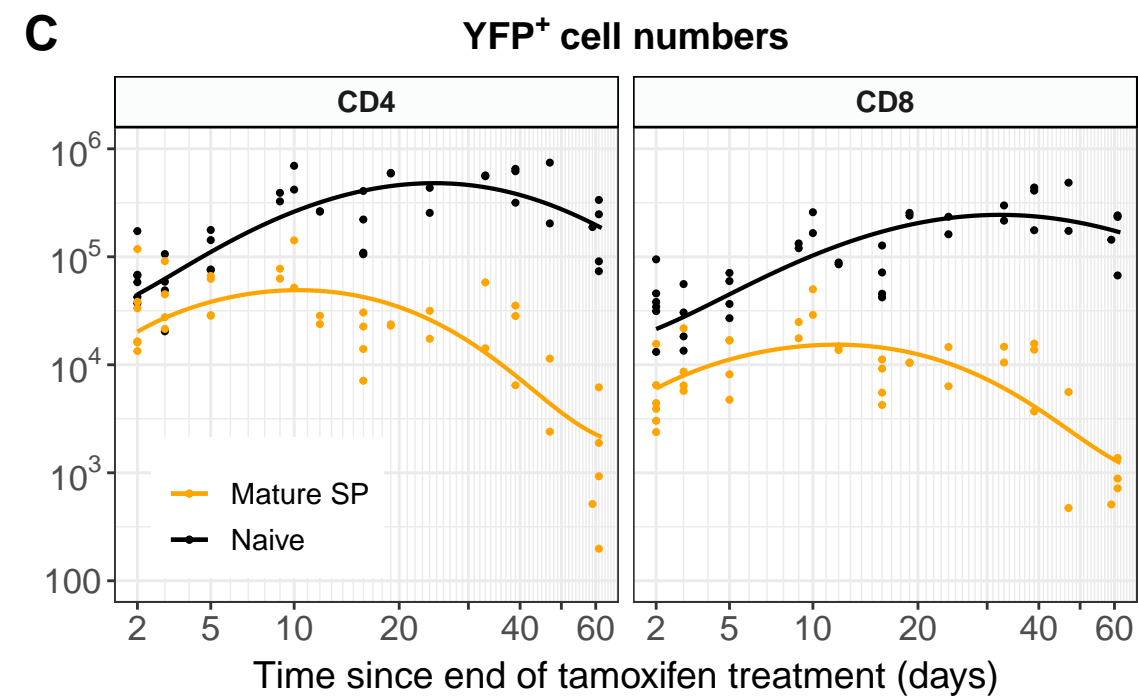 C
YFP+ cell numbers
CD4 CD8
10^6
10^5
10^4
10^3
100
Mature SP
Naive
2 5 10 20 40 60 2 5 10 20 40 60
Time since end of tamoxifen treatment (days)